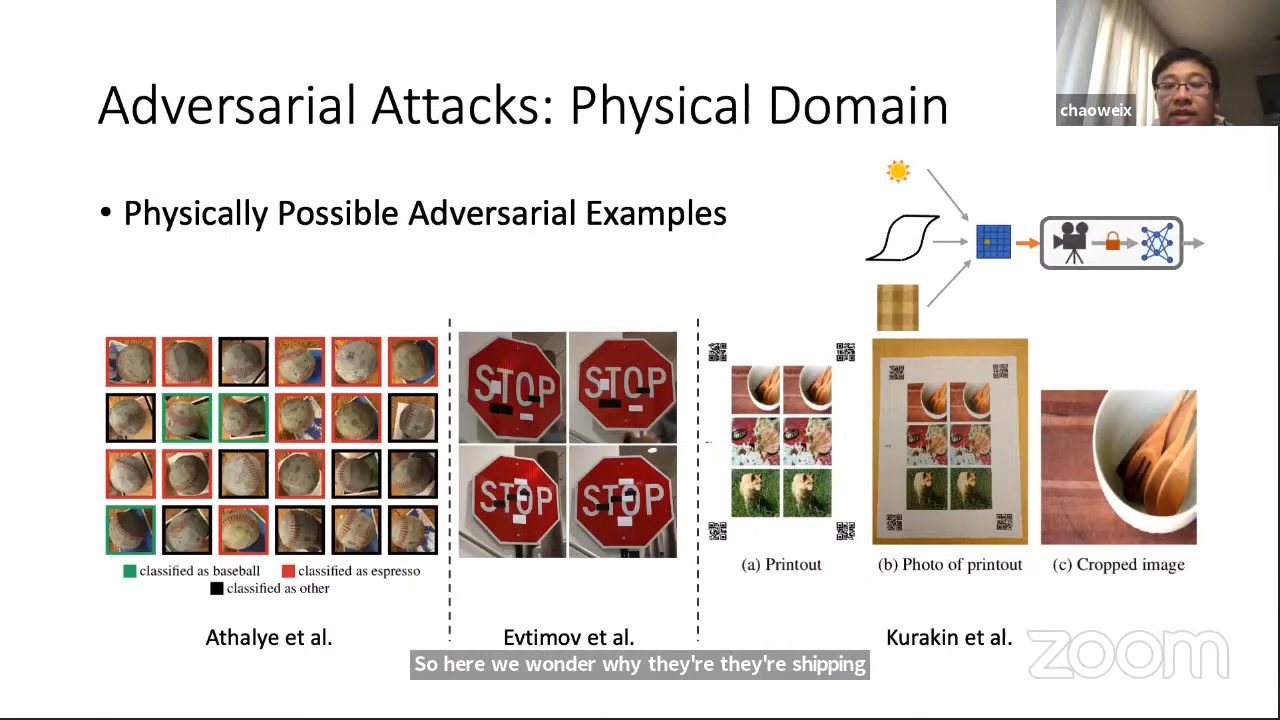 Adversarial Attacks: Physical Domain
chaoweix
• Physically Possible Adversarial Examples
STOP
STOP
STOP
STOP
classified as baseball
classified as espresso
classified as other
(a) Printout
(b) Photo of printout
(c) Cropped image
Athalye et al.
Evtimov et al.
Kurakin et al.
So here we wonder why they're they're shipping
zoom